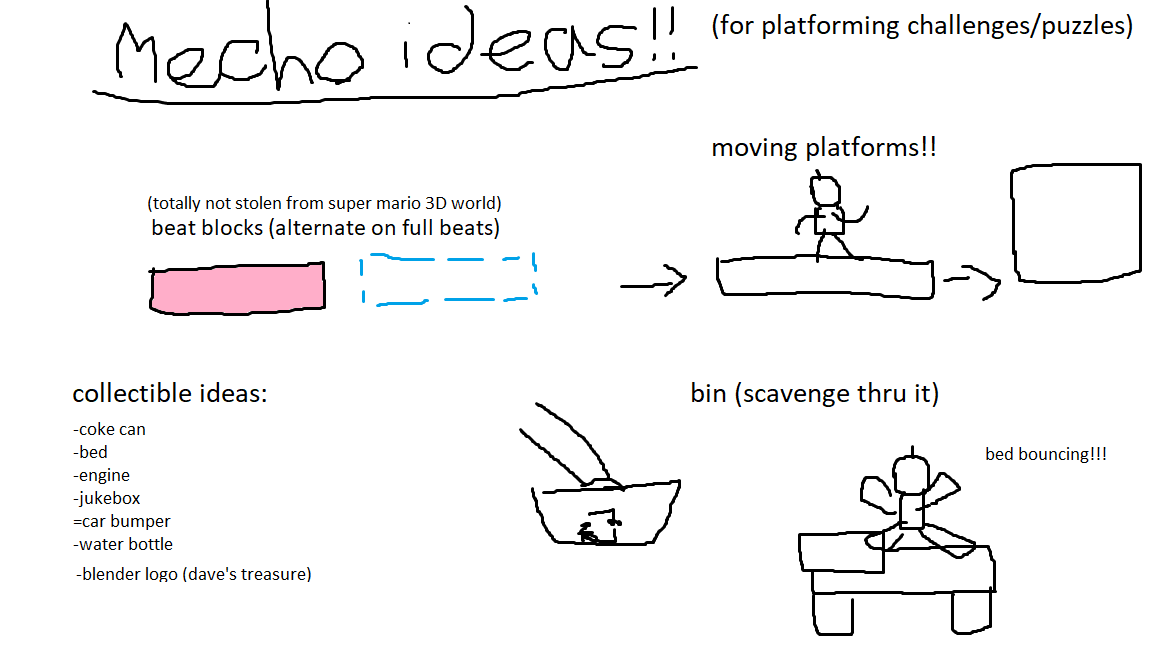 Mecho ideas!!
(for platforming challenges/puzzles)
moving platforms!!
(totally not stolen from super mario 3D world)
beat blocks (alternate on full beats)
collectible ideas:
-coke can
-bed
-engine
-jukebox
=car bumper
-water bottle
-blender logo (dave's treasure)
bin (scavenge thru it)
bed bouncing!!!